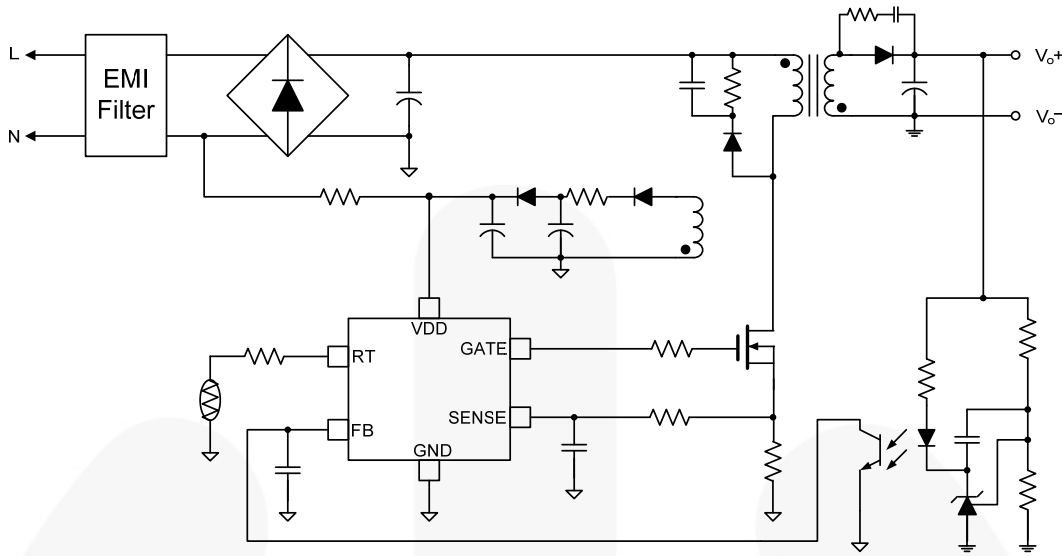 L
EMI
Filter
N
Vo+
Vo–
VDD
RT
GATE
SENSE
FB
GND